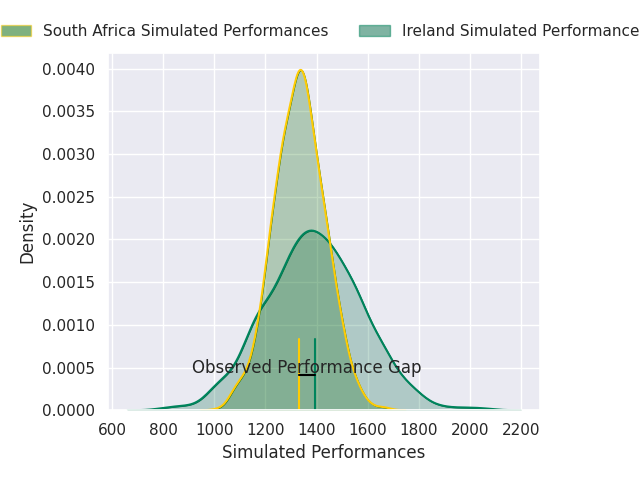 South Africa Simulated Performances
Ireland Simulated Performance
0.0040
0.0035
0.0030
0.0025
0.0020
0.0015
0.0010
0.0005
0.0000
Density
Observed Performance Gap
600 800 1000 1200 1400 1600 1800 2000 2200
Simulated Performances